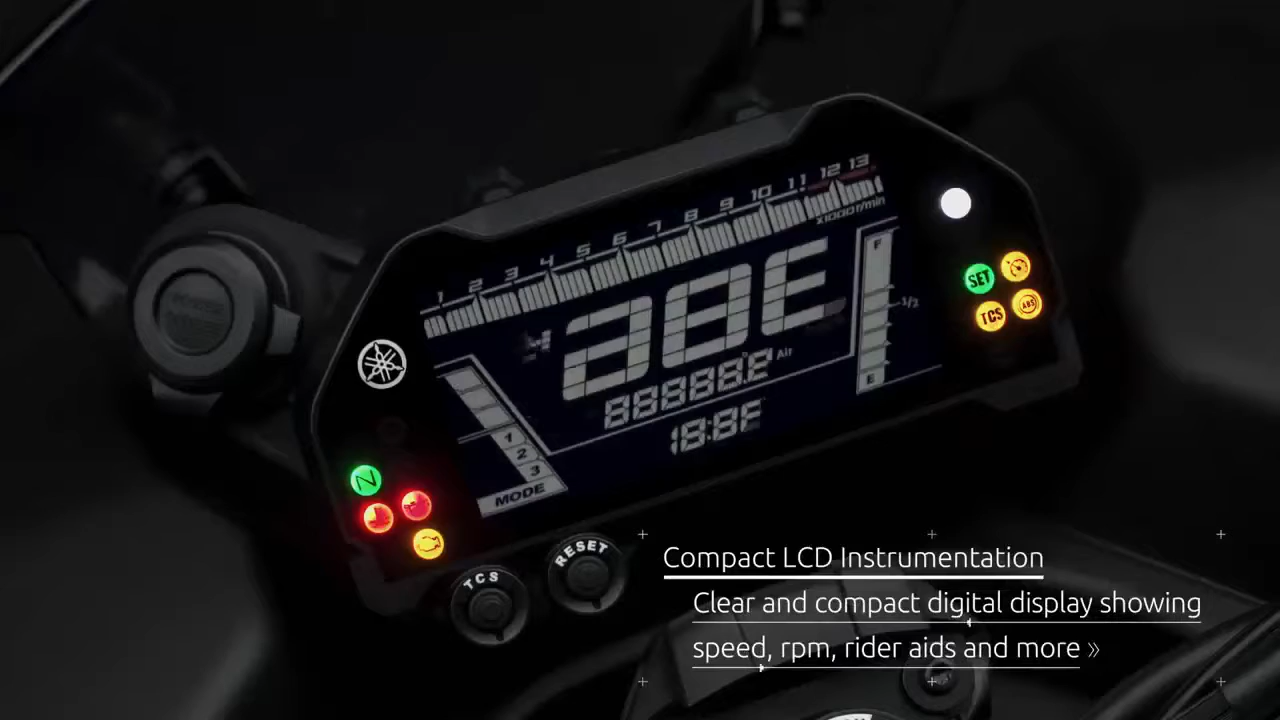 1 2 3 4 5 6 7 8 9 10 11 12 13
x1000 r/min
F
1/2
E
188E
88888.E Air
18:8F
1
2
3
MODE
N
SET
TCS
ABS
TCS
RESET
Compact LCD Instrumentation
Clear and compact digital display showing
speed, rpm, rider aids and more »